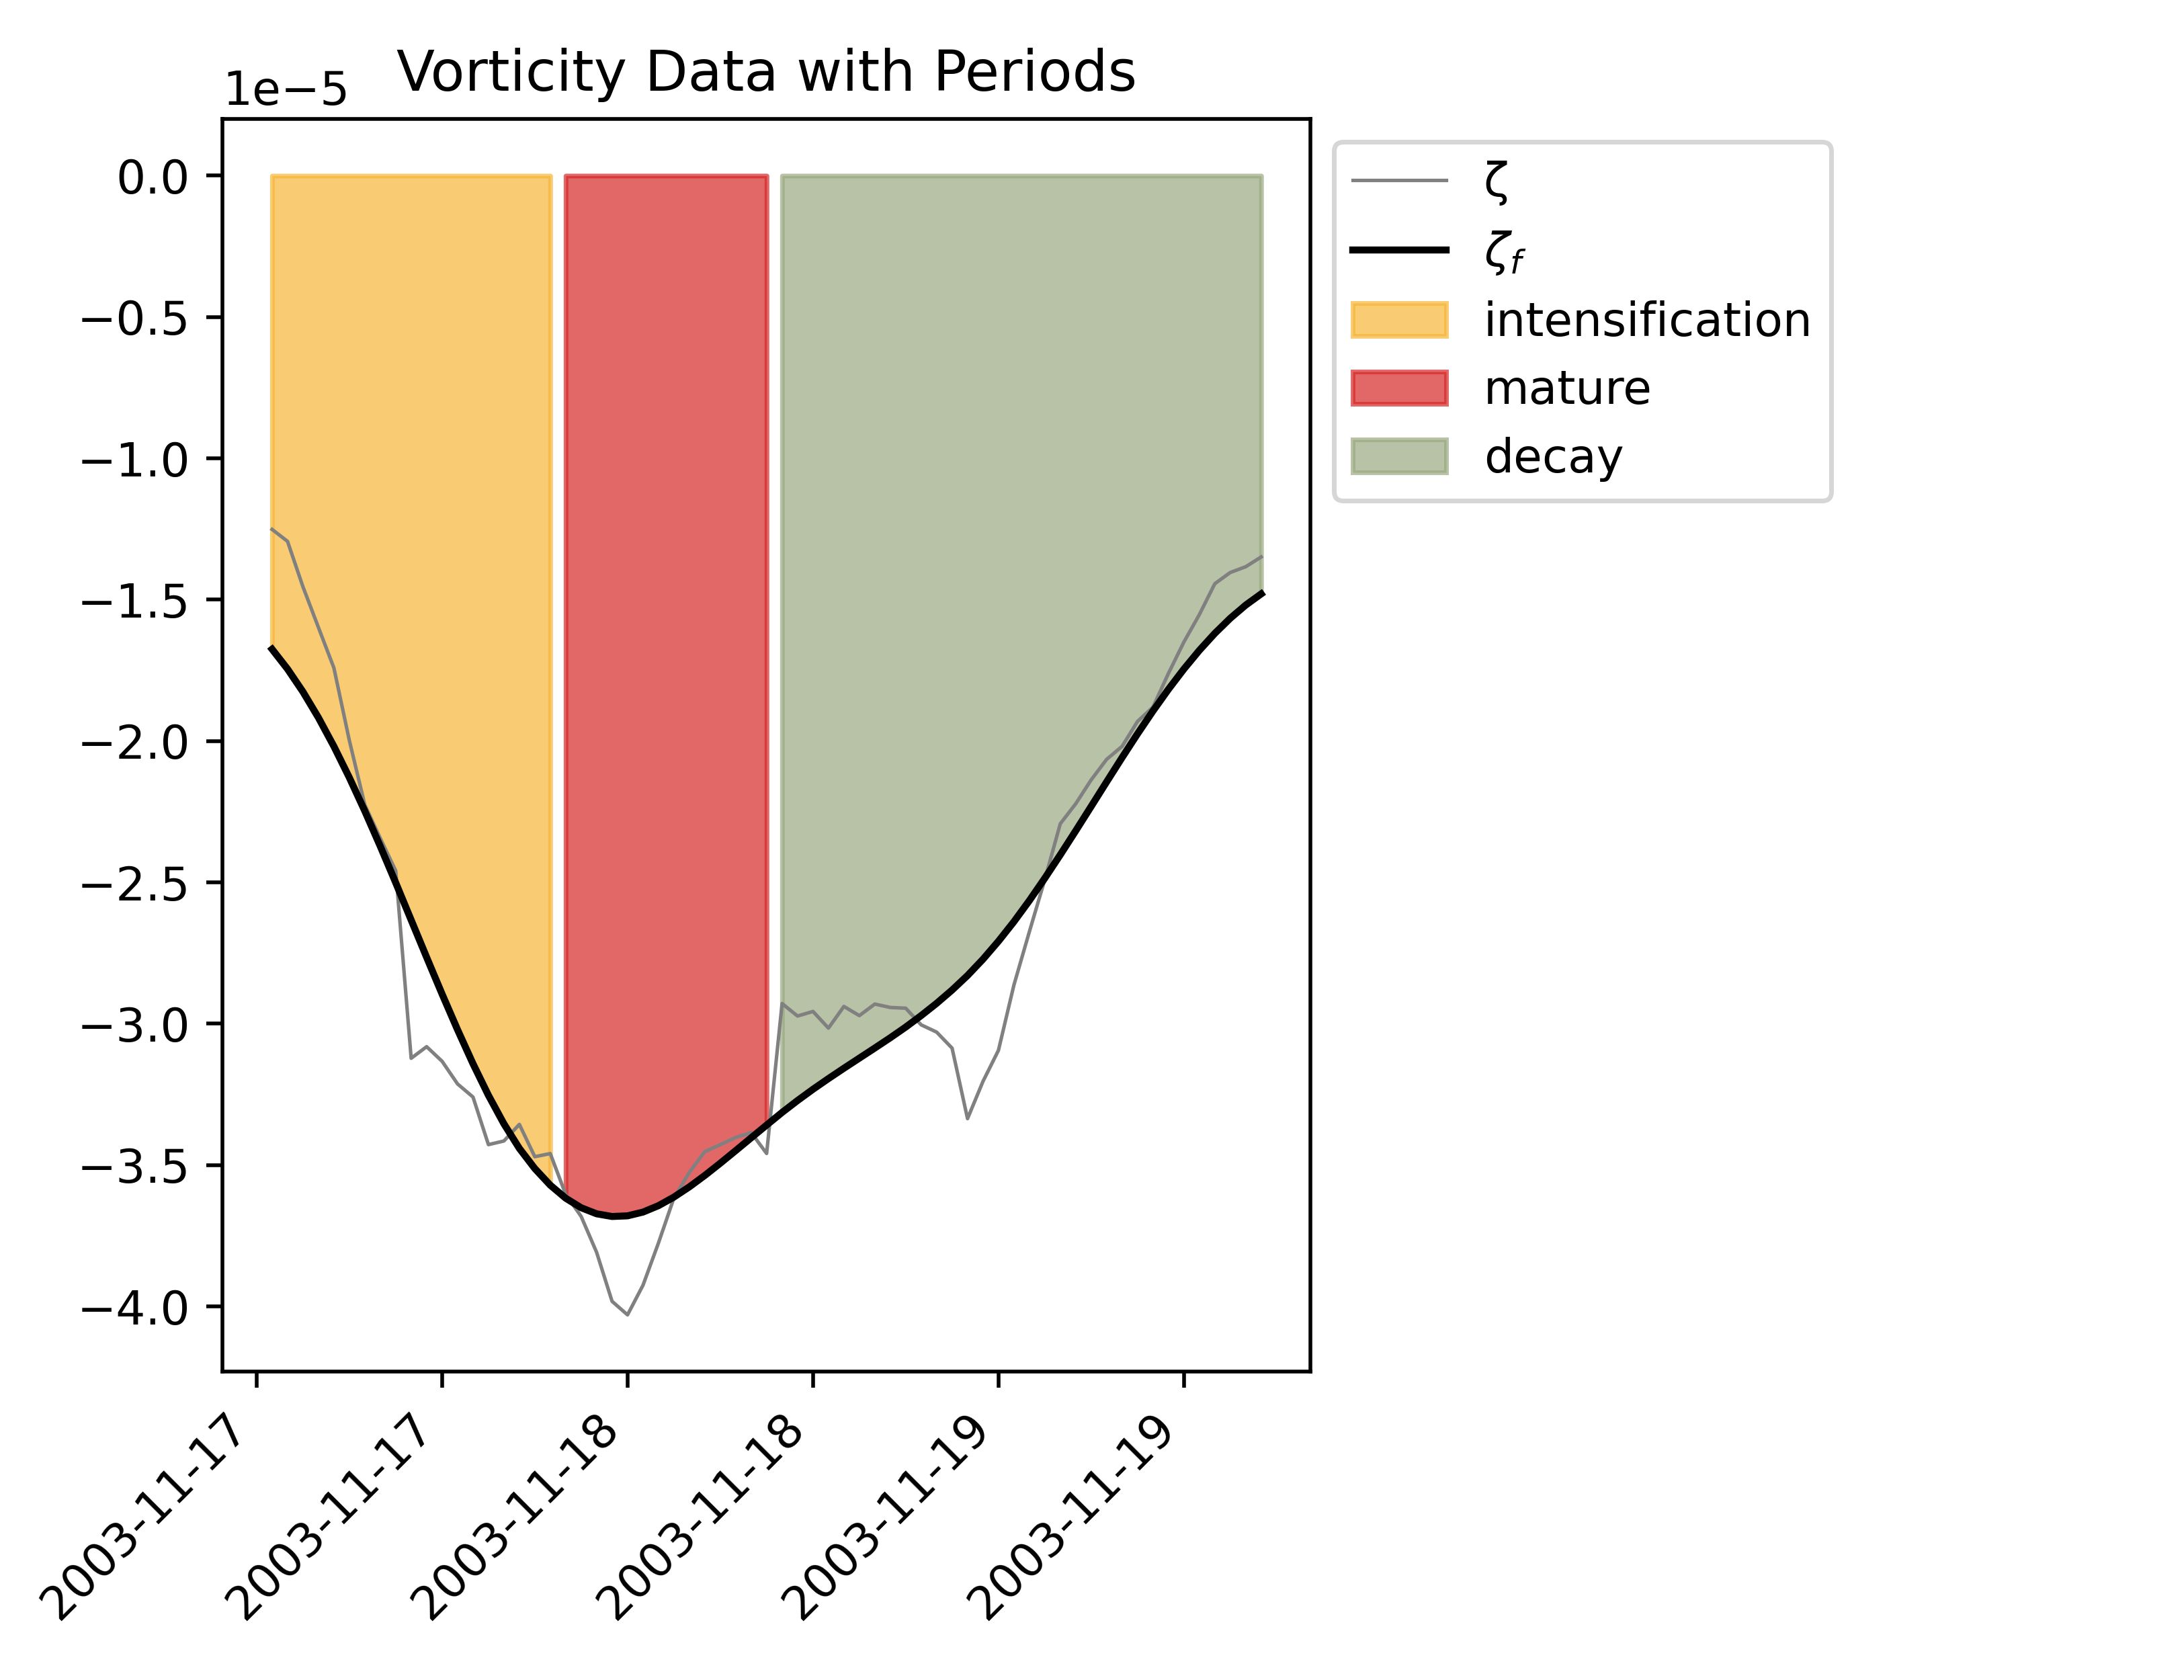 Vorticity Data with Periods
1e−5
0.0
−0.5
−1.0
−1.5
−2.0
−2.5
−3.0
−3.5
−4.0
2003-11-17
2003-11-17
2003-11-18
2003-11-18
2003-11-19
2003-11-19
ζ
ζf
intensification
mature
decay